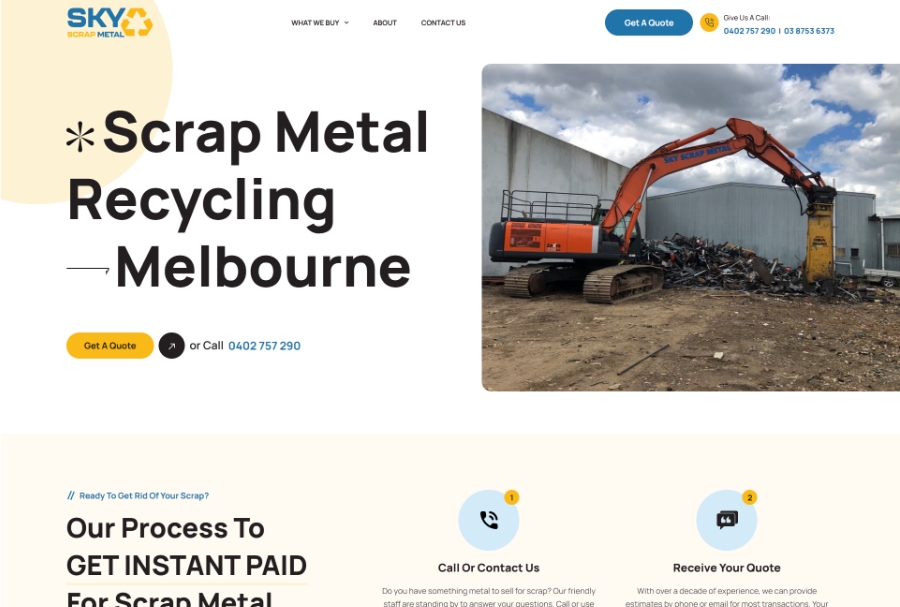 SKY
SCRAP METAL
WHAT WE BUY
ABOUT
CONTACT US
Get A Quote
Give Us A Call:
0402 757 290 | 03 8753 6373
Scrap Metal
Recycling
Melbourne
SKY SCRAP METAL
Get A Quote
or Call 0402 757 290
// Ready To Get Rid Of Your Scrap?
Our Process To
GET INSTANT PAID
For Scrap Metal
1
Call Or Contact Us
Do you have something metal to sell for scrap? Our friendly
staff are standing by to answer your questions. Call or use
2
Receive Your Quote
With over a decade of experience, we can provide
estimates by phone or email for most transactions. Your